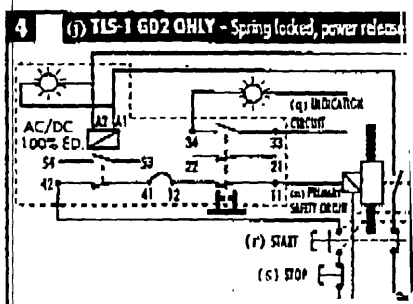 4 (j) TLS-1 GD2 ONLY - Spring locked, power release
A2 A1
AC/DC
100% ED.
(q) INDICATION
CIRCUIT
34 33
54 53
22 21
42 41 12 11
(n) PRIMARY
SAFETY CIRCUIT
(r) START
(s) STOP